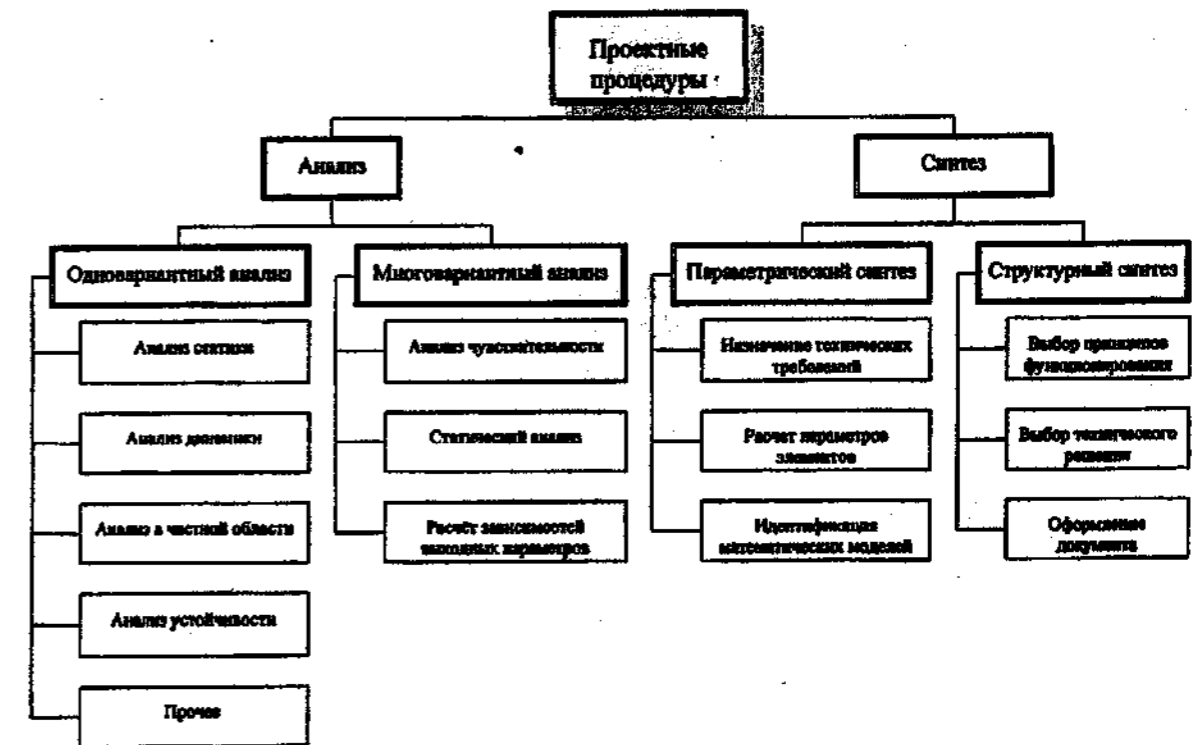 Проектные
процедуры
Анализ
Синтез
Одновариантный анализ
Многовариантный анализ
Параметрический синтез
Структурный синтез
Анализ статики
Анализ динамики
Анализ в частной области
Анализ устойчивости
Прочее
Анализ чувствительности
Статический анализ
Расчёт зависимостей
выходных параметров
Назначение технических
требований
Расчет параметров
элементов
Идентификация
математических моделей
Выбор принципов
функционирования
Выбор технического
решения
Оформление
документа